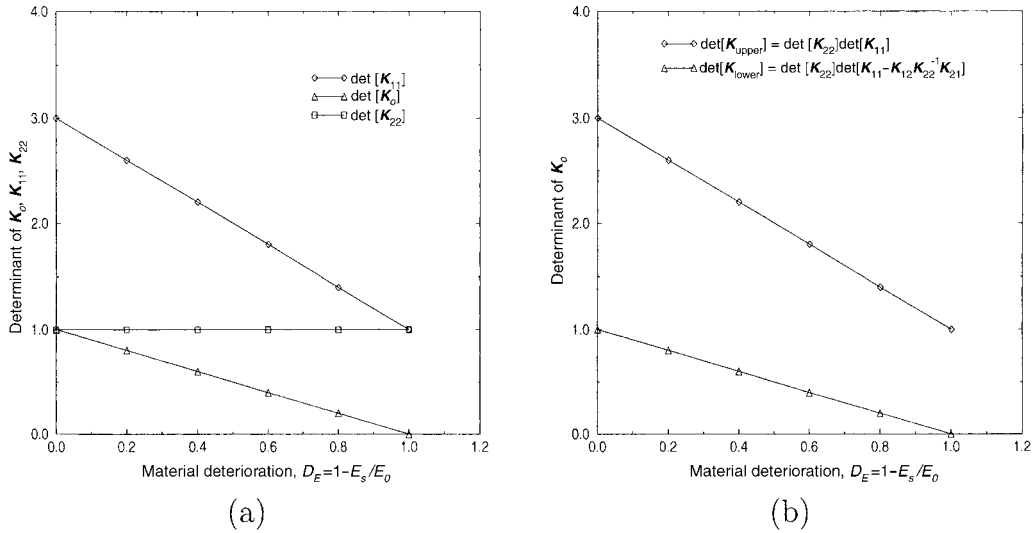 4.0
3.0
2.0
1.0
0.0
0.0 0.2 0.4 0.6 0.8 1.0 1.2
Determinant of K_o, K_11, K_22
det [K_11]
det [K_o]
det [K_22]
Material deterioration, D_E=1−E_s/E_0
(a)
4.0
3.0
2.0
1.0
0.0
0.0 0.2 0.4 0.6 0.8 1.0 1.2
Determinant of K_o
det[K_upper] = det [K_22]det[K_11]
det[K_lower] = det [K_22]det[K_11−K_12K_22^-1K_21]
Material deterioration, D_E=1−E_s/E_0
(b)